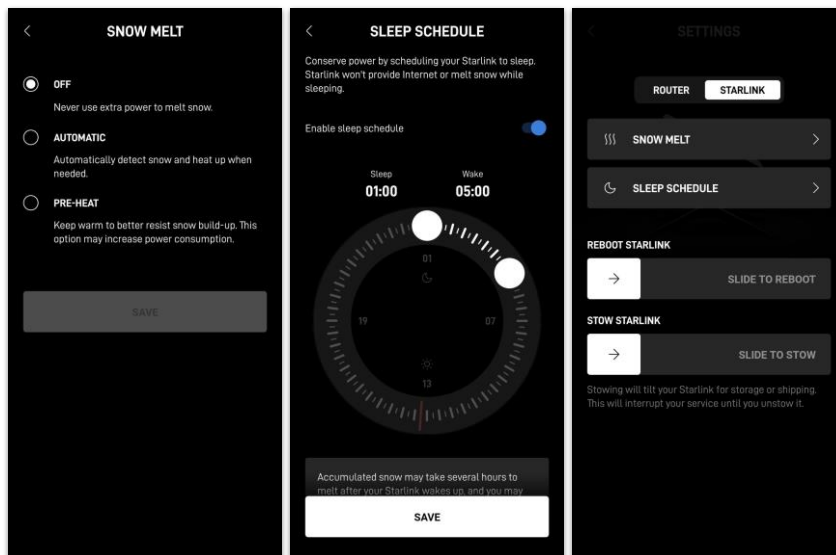 SNOW MELT
OFF
Never use extra power to melt snow.
AUTOMATIC
Automatically detect snow and heat up when
needed.
PRE-HEAT
Keep warm to better resist snow build-up. This
option may increase power consumption.
SAVE
SLEEP SCHEDULE
Conserve power by scheduling your Starlink to sleep.
Starlink won't provide Internet or melt snow while
sleeping.
Enable sleep schedule
Sleep Wake
01:00 05:00
01
19 07
13
Accumulated snow may take several hours to
melt after your Starlink wakes up, and you may
SAVE
SETTINGS
ROUTER STARLINK
SNOW MELT
SLEEP SCHEDULE
REBOOT STARLINK
SLIDE TO REBOOT
STOW STARLINK
SLIDE TO STOW
Stowing will tilt your Starlink for storage or shipping.
This will interrupt your service until you unstow it.